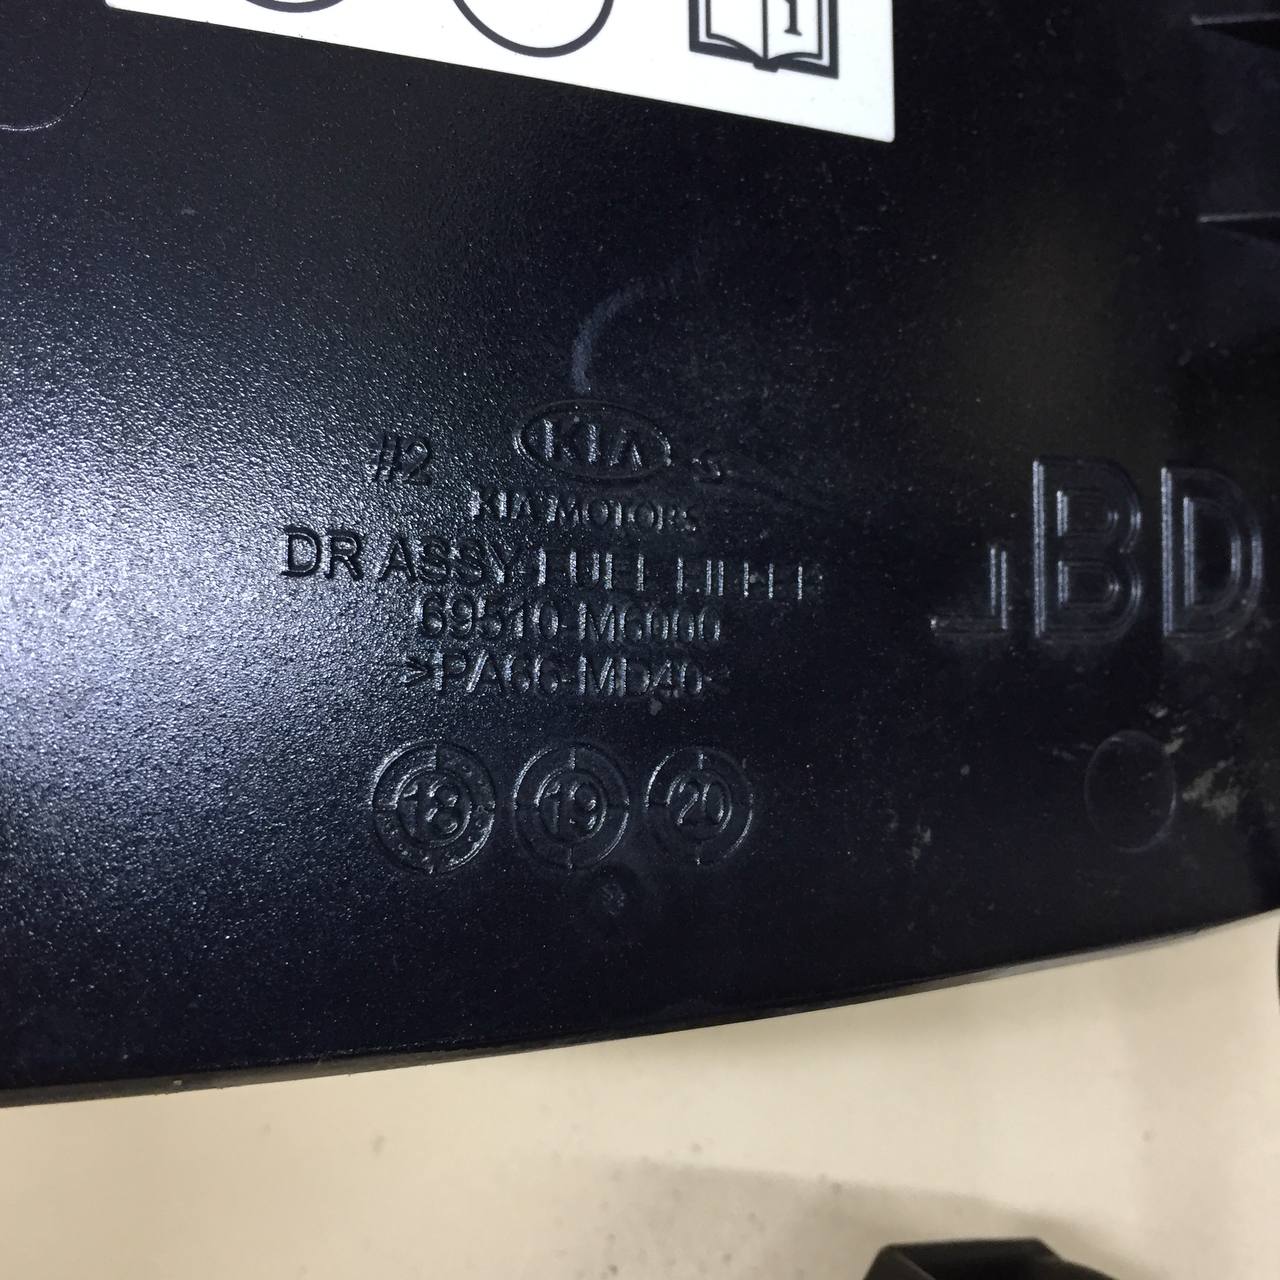 i
#2 KIA S
KIA MOTORS
DR ASSY-FUEL FILLER
69510-M6000
>PA66-MD40<
BD
18 19 20